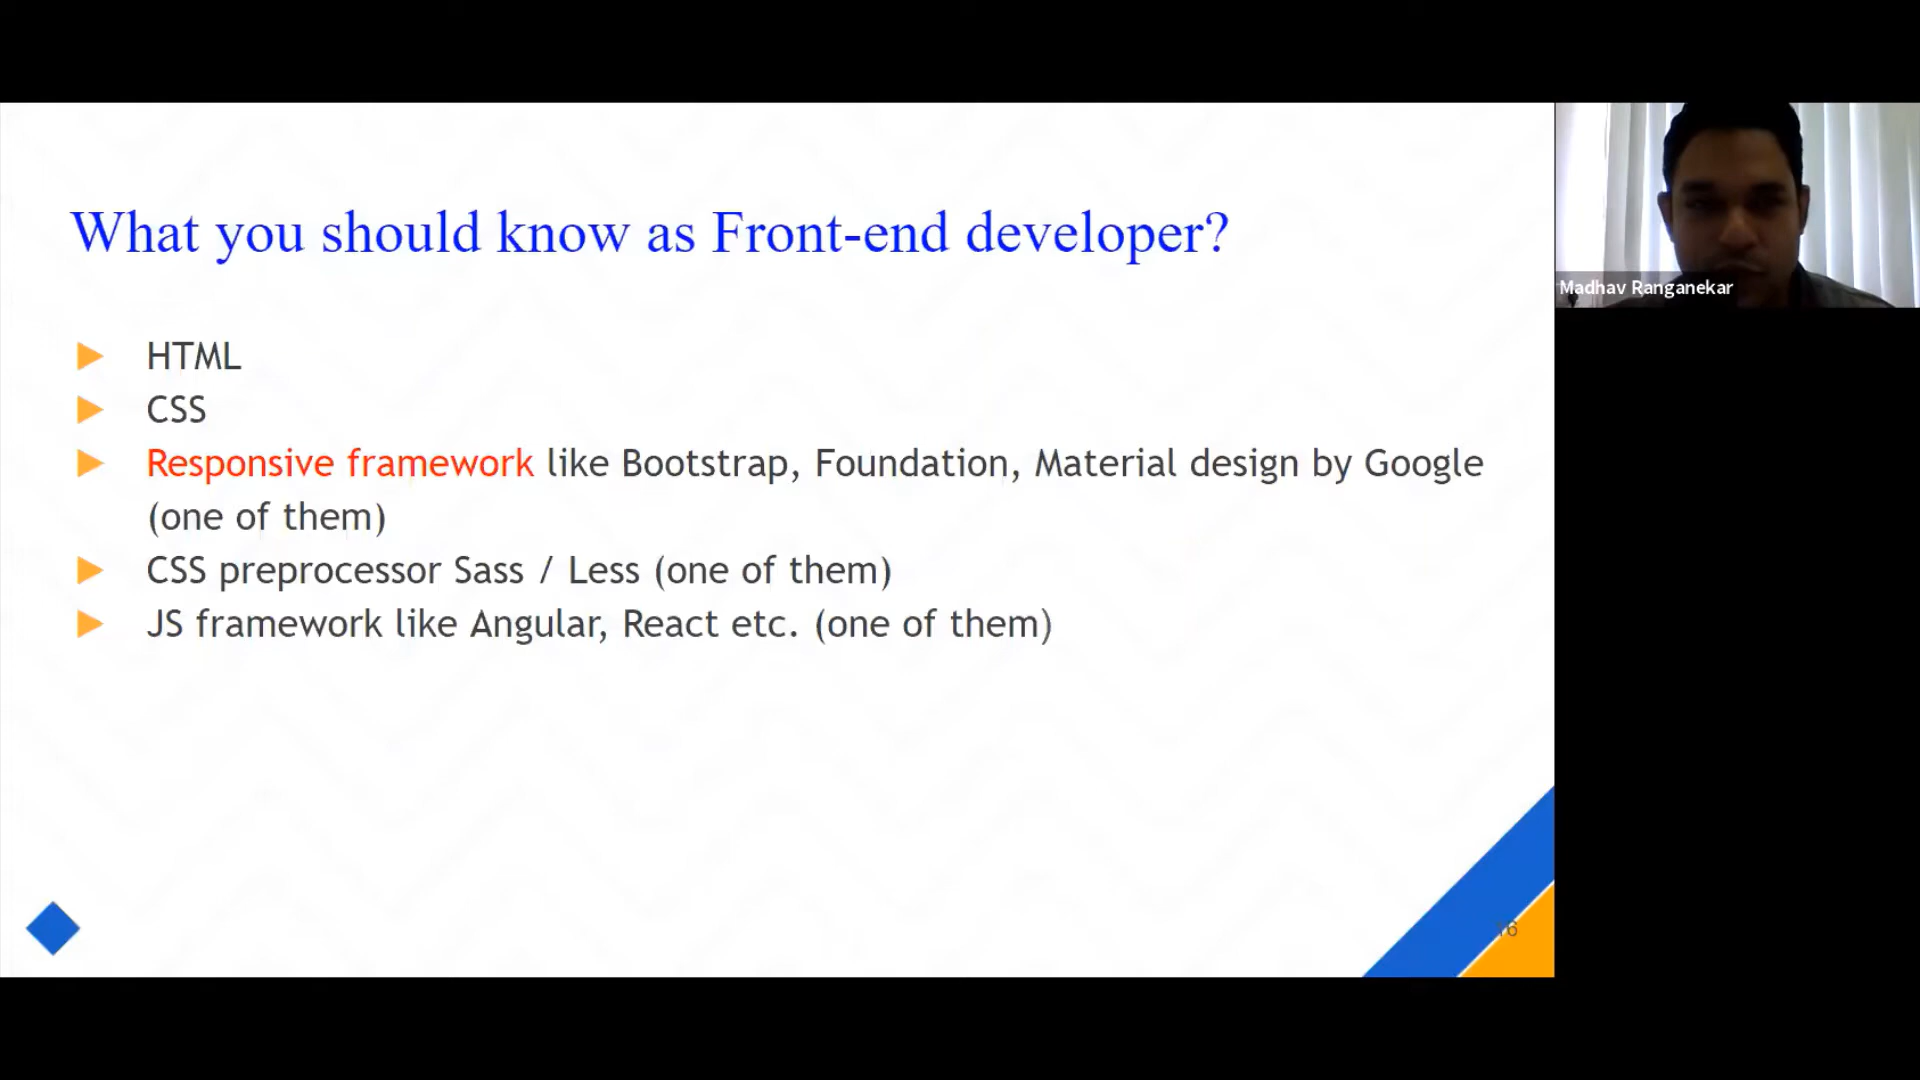 What you should know as Front-end developer?
HTML
CSS
Responsive framework like Bootstrap, Foundation, Material design by Google
(one of them)
CSS preprocessor Sass / Less (one of them)
JS framework like Angular, React etc. (one of them)
16
Madhav Ranganekar